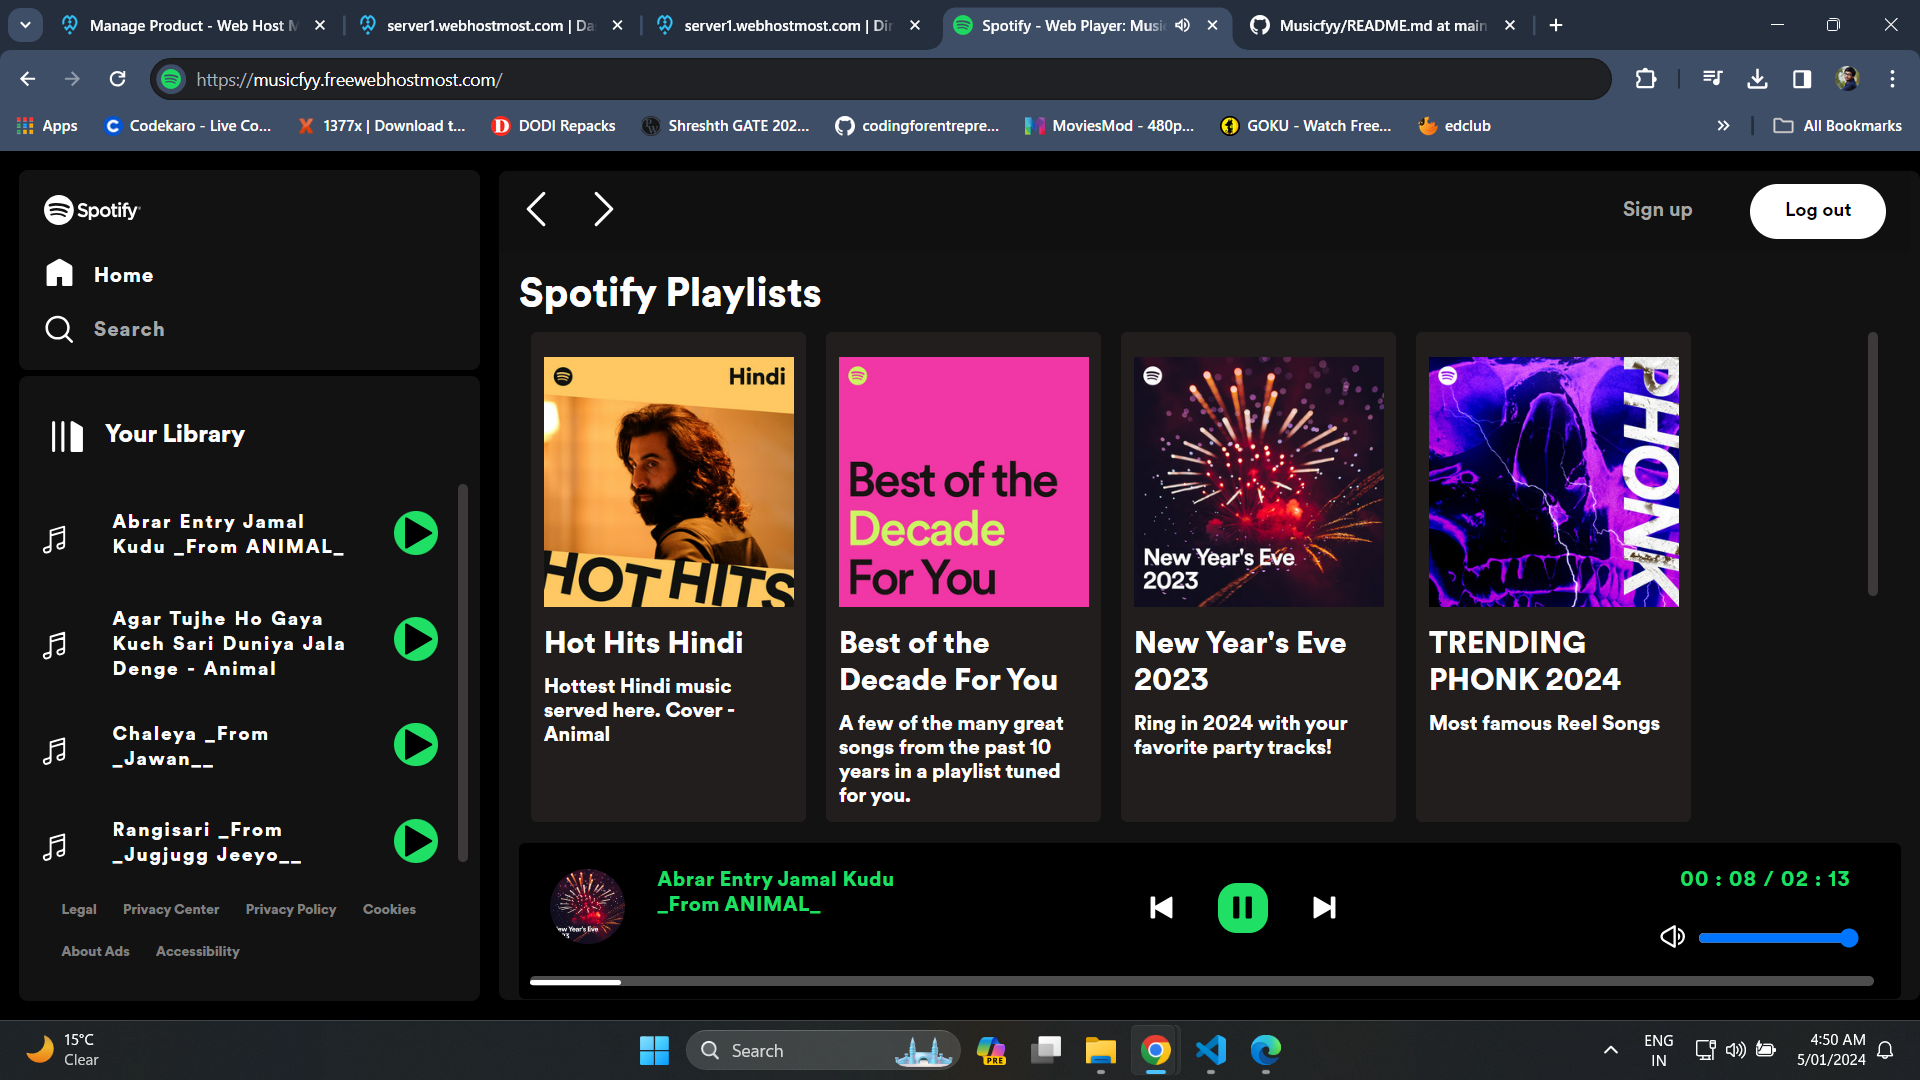 Manage Product - Web Host M
server1.webhostmost.com | Da
server1.webhostmost.com | Dir
Spotify - Web Player: Music
Musicfyy/README.md at main
https://musicfyy.freewebhostmost.com/
Apps
Codekaro - Live Co...
1377x | Download t...
DODI Repacks
Shreshth GATE 202...
codingforentrepre...
MoviesMod - 480p...
GOKU - Watch Free...
edclub
All Bookmarks
Spotify
Home
Search
Your Library
Abrar Entry Jamal
Kudu _From ANIMAL_
Agar Tujhe Ho Gaya
Kuch Sari Duniya Jala
Denge - Animal
Chaleya _From
_Jawan__
Rangisari _From
_Jugjugg Jeeyo__
Legal Privacy Center Privacy Policy Cookies
About Ads Accessibility
Sign up
Log out
Spotify Playlists
Hindi
HOT HITS
Hot Hits Hindi
Hottest Hindi music
served here. Cover -
Animal
Best of the
Decade
For You
Best of the
Decade For You
A few of the many great
songs from the past 10
years in a playlist tuned
for you.
New Year's Eve
2023
New Year's Eve
2023
Ring in 2024 with your
favorite party tracks!
PHONK
TRENDING
PHONK 2024
Most famous Reel Songs
New Year's Eve
2023
Abrar Entry Jamal Kudu
_From ANIMAL_
00 : 08 / 02 : 13
15°C
Clear
Search
PRE
ENG
IN
4:50 AM
5/01/2024